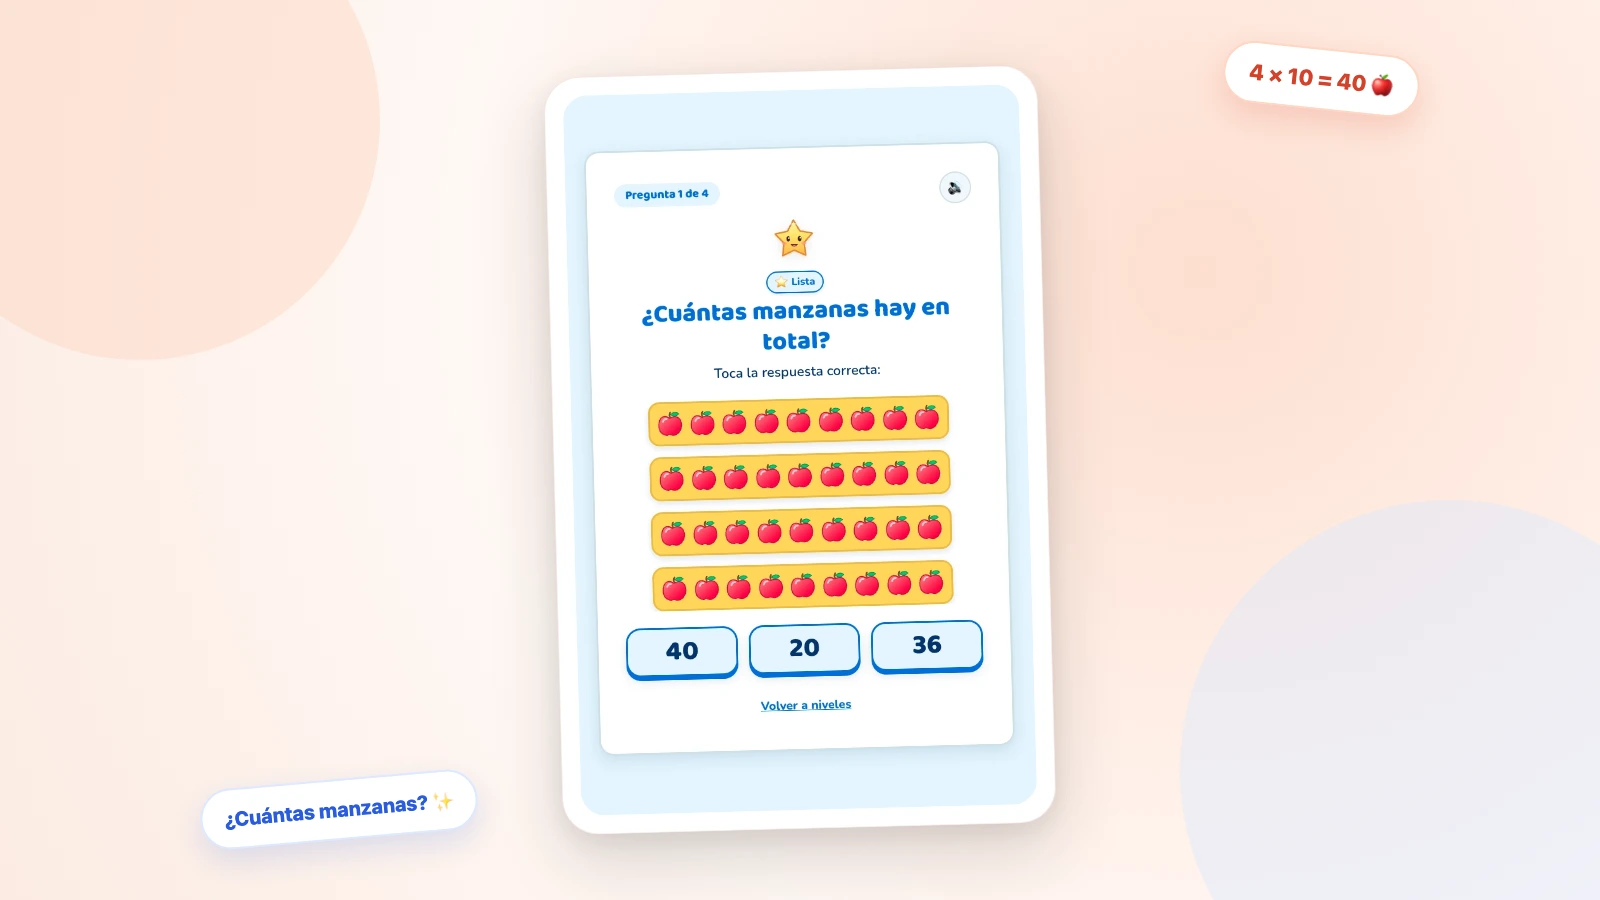 4 × 10 = 40
Pregunta 1 de 4
Lista
¿Cuántas manzanas hay en
total?
Toca la respuesta correcta:
40
20
36
Volver a niveles
¿Cuántas manzanas?